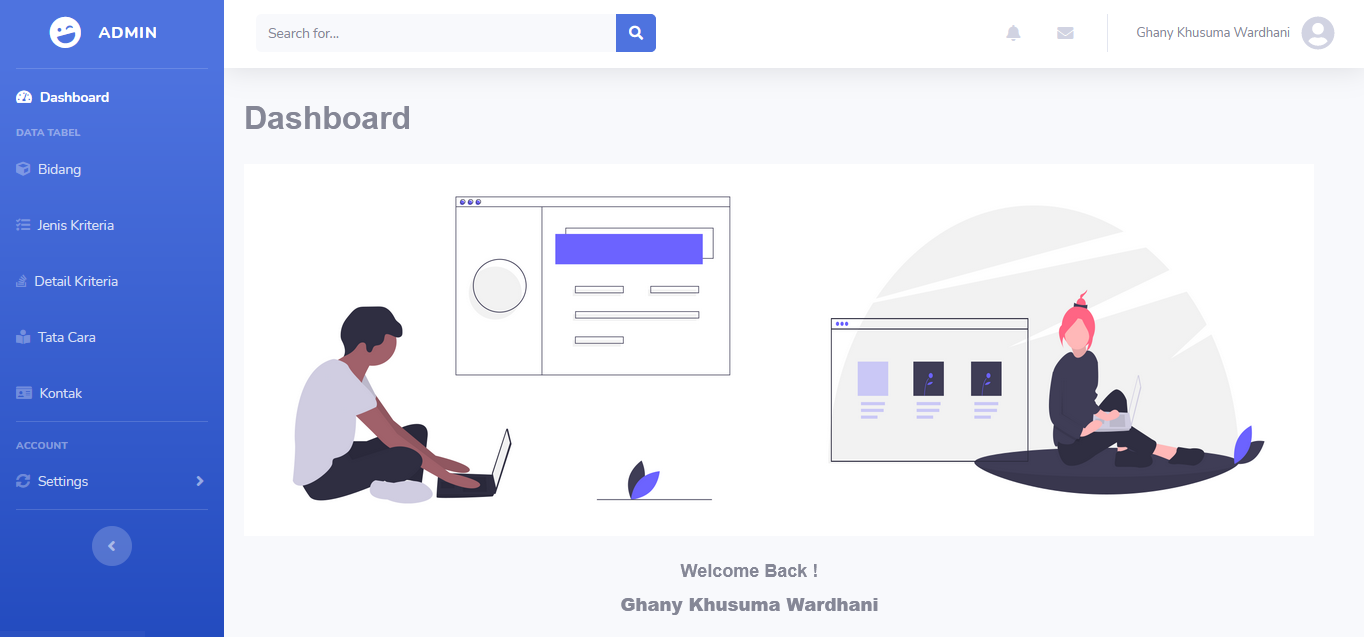 ADMIN
Search for...
Ghany Khusuma Wardhani
Dashboard
DATA TABEL
Bidang
Jenis Kriteria
Detail Kriteria
Tata Cara
Kontak
ACCOUNT
Settings
Dashboard
Welcome Back !
Ghany Khusuma Wardhani